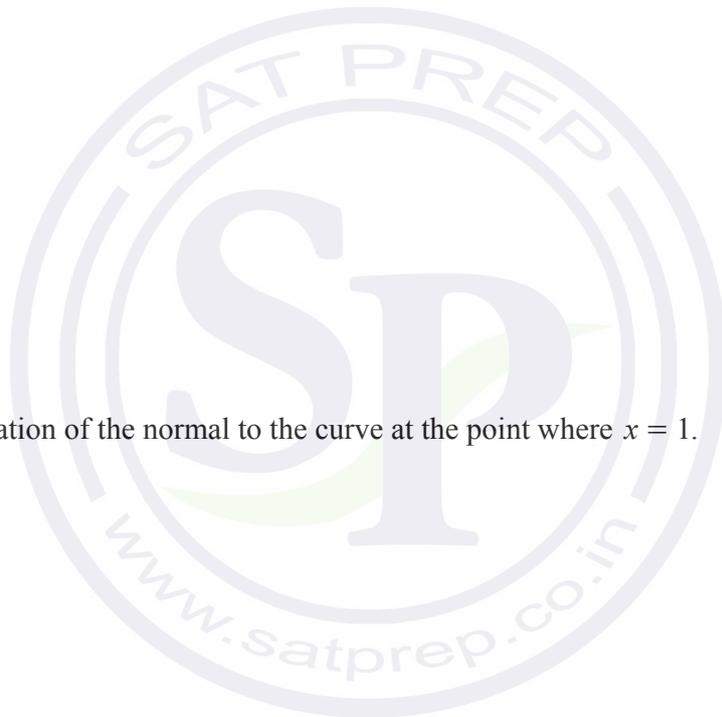 SAT PREP
SP
ation of the normal to the curve at the point where x = 1.
www.satprep.co.in